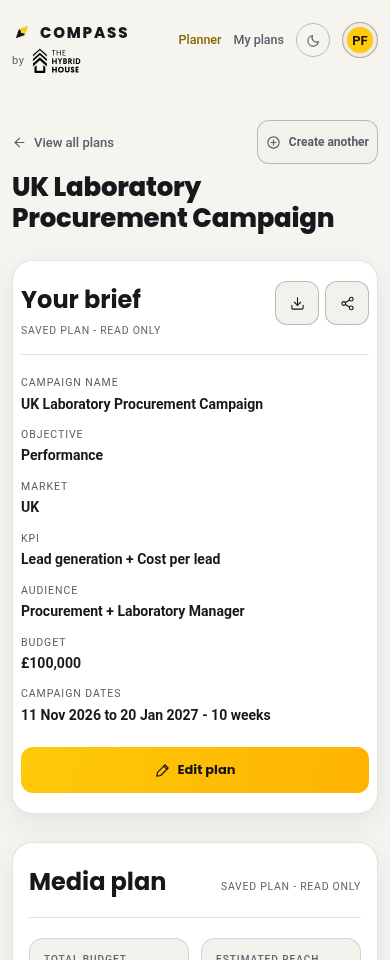 COMPASS
by THE HYBRID HOUSE
Planner
My plans
PF
View all plans
Create another
UK Laboratory
Procurement Campaign
Your brief
SAVED PLAN - READ ONLY
CAMPAIGN NAME
UK Laboratory Procurement Campaign
OBJECTIVE
Performance
MARKET
UK
KPI
Lead generation + Cost per lead
AUDIENCE
Procurement + Laboratory Manager
BUDGET
£100,000
CAMPAIGN DATES
11 Nov 2026 to 20 Jan 2027 - 10 weeks
Edit plan
Media plan
SAVED PLAN - READ ONLY
TOTAL BUDGET
ESTIMATED REACH